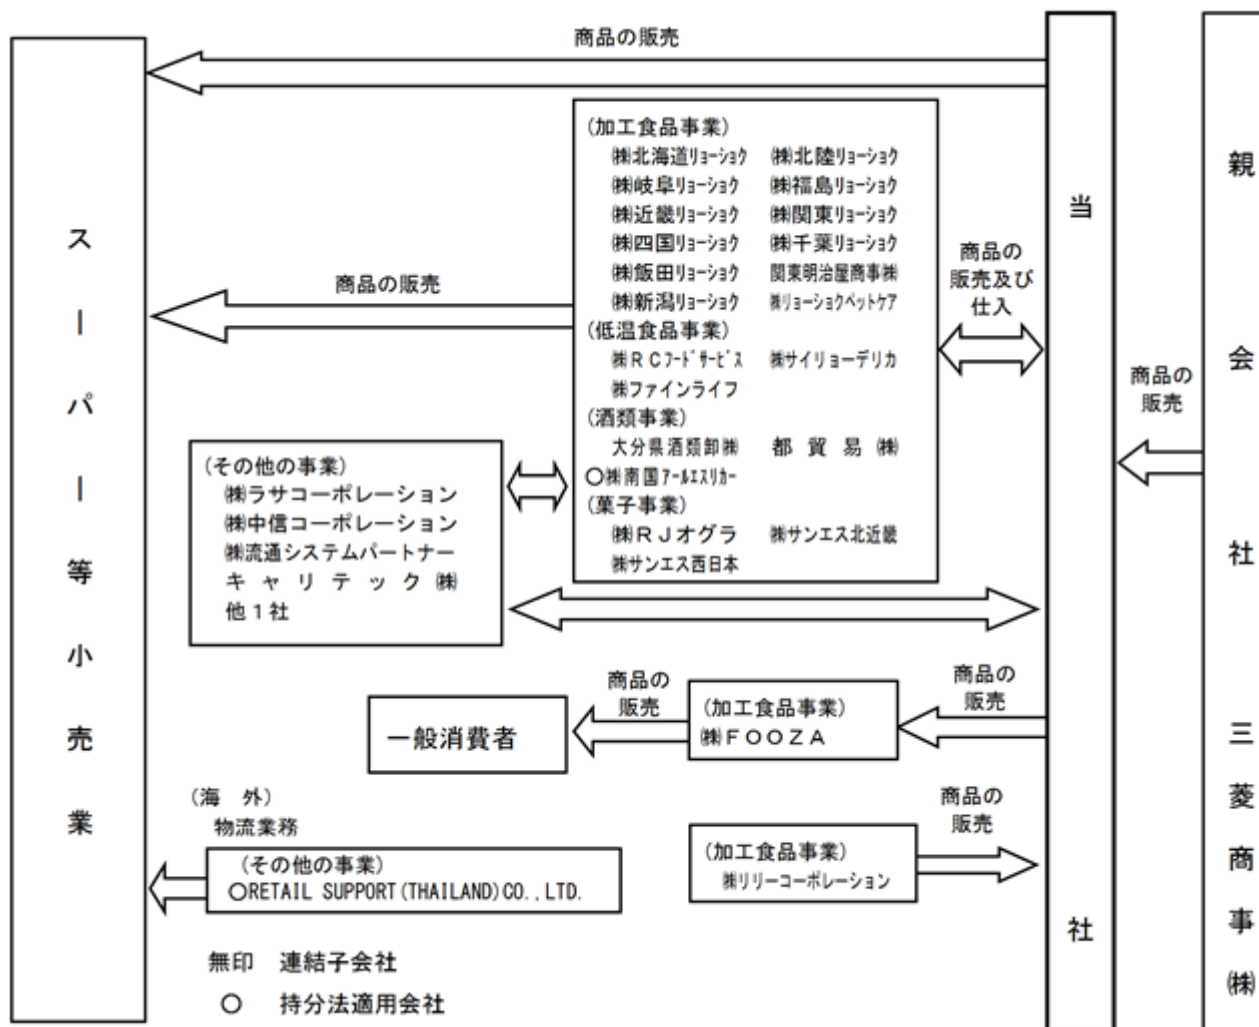 商品の販売
(加工食品事業)
㈱北海道ﾘｮｰｼｮｸ ㈱北陸ﾘｮｰｼｮｸ
㈱岐阜ﾘｮｰｼｮｸ ㈱福島ﾘｮｰｼｮｸ
㈱近畿ﾘｮｰｼｮｸ ㈱関東ﾘｮｰｼｮｸ
㈱四国ﾘｮｰｼｮｸ ㈱千葉ﾘｮｰｼｮｸ
㈱飯田ﾘｮｰｼｮｸ 関東明治屋商事㈱
㈱新潟ﾘｮｰｼｮｸ ㈱リョーショクペットケア
(低温食品事業)
㈱ＲＣﾌｰﾄﾞｻｰﾋﾞｽ ㈱サイリョーデリカ
㈱ファインライフ
(酒類事業)
大分県酒類卸㈱ 都貿易㈱
○㈱南国ｱｰﾙｴｽﾘｶｰ
(菓子事業)
㈱ＲＪオグラ ㈱サンエス北近畿
㈱サンエス西日本
商品の販売
商品の
販売及び
仕入
商品の
販売
(その他の事業)
㈱ラサコーポレーション
㈱中信コーポレーション
㈱流通システムパートナー
キャリテック㈱
他１社
スーパー等小売業
当社
親会社 三菱商事㈱
商品の
販売
(加工食品事業)
㈱ＦＯＯＺＡ
商品の
販売
一般消費者
(海 外)
物流業務
(その他の事業)
○RETAIL SUPPORT(THAILAND)CO.,LTD.
商品の
販売
(加工食品事業)
㈱リリーコーポレーション
無印 連結子会社
○ 持分法適用会社